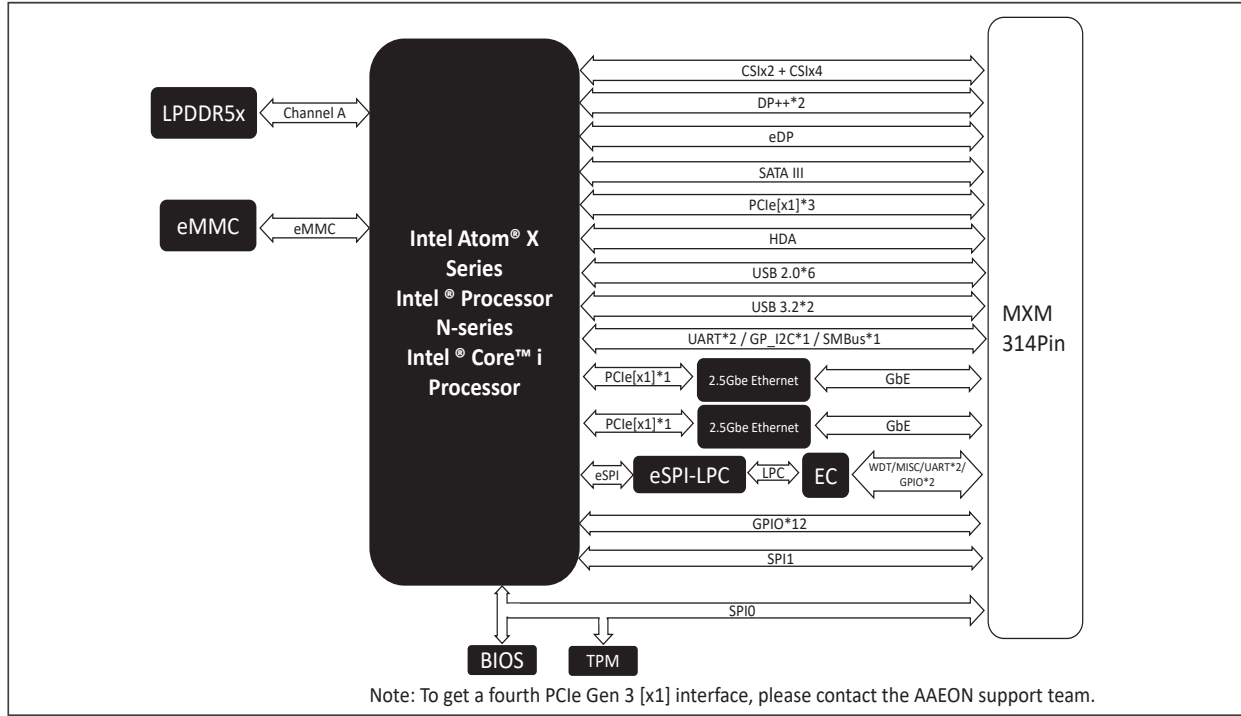 CSIx2 + CSIx4
LPDDR5x
Channel A
DP++*2
eDP
SATA III
eMMC
eMMC
PCIe[x1]*3
Intel Atom® X
Series
Intel ® Processor
N-series
Intel ® Core™ i
Processor
HDA
USB 2.0*6
USB 3.2*2
MXM
314Pin
UART*2 / GP_I2C*1 / SMBus*1
PCIe[x1]*1
2.5Gbe Ethernet
GbE
PCIe[x1]*1
2.5Gbe Ethernet
GbE
eSPI
eSPI-LPC
LPC
EC
WDT/MISC/UART*2/
GPIO*2
GPIO*12
SPI1
SPI0
BIOS
TPM
Note: To get a fourth PCIe Gen 3 [x1] interface, please contact the AAEON support team.